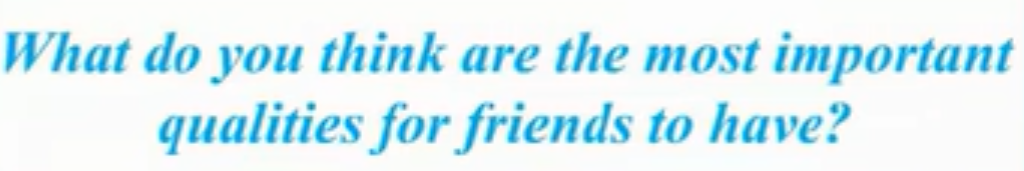 What do you think are the most important
qualities for friends to have?